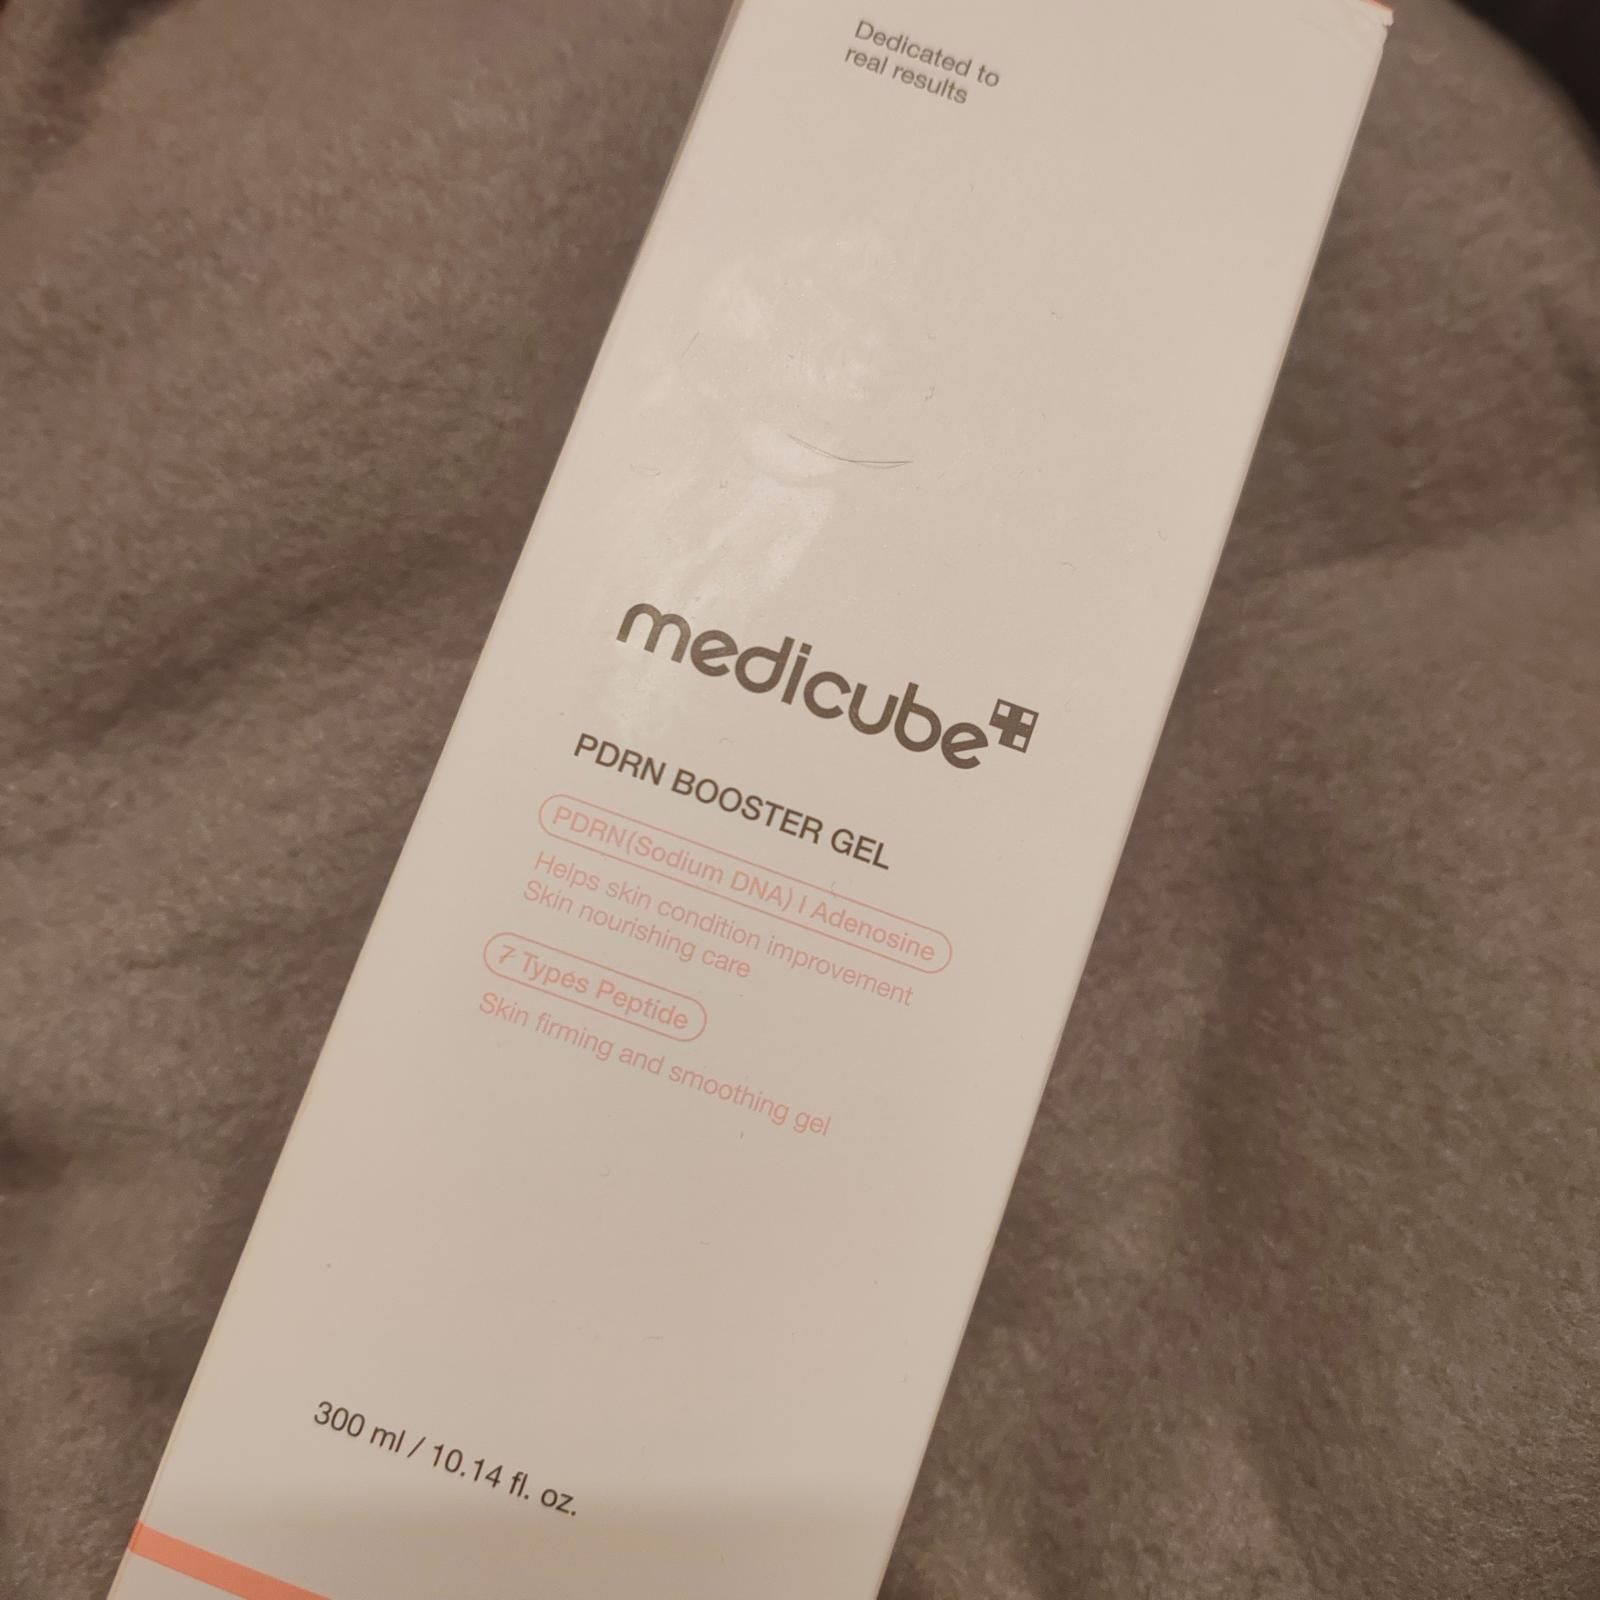 Dedicated to
real results
medicube
PDRN BOOSTER GEL
PDRN(Sodium DNA) I Adenosine
Helps skin condition improvement
Skin nourishing care
7 Types Peptide
Skin firming and smoothing gel
300 ml / 10.14 fl. oz.